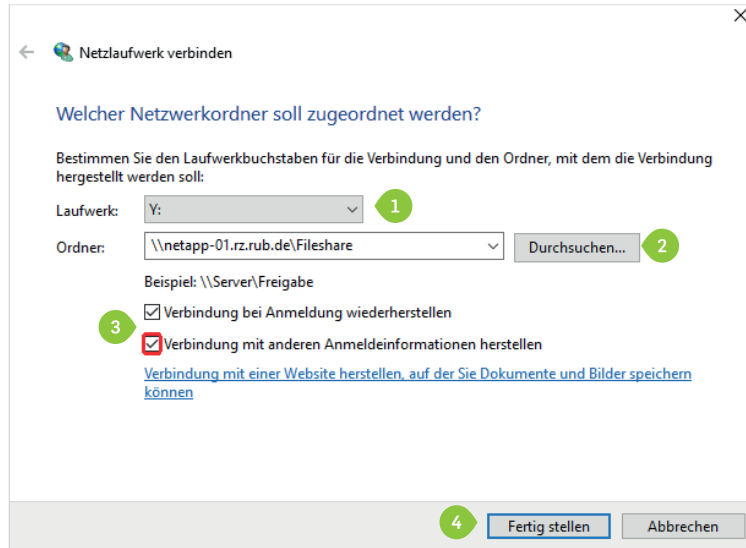 Netzlaufwerk verbinden
Welcher Netzwerkordner soll zugeordnet werden?
Bestimmen Sie den Laufwerkbuchstaben für die Verbindung und den Ordner, mit dem die Verbindung
hergestellt werden soll:
Laufwerk: Y: 1
Ordner: \\netapp-01.rz.rub.de\Fileshare Durchsuchen... 2
Beispiel: \\Server\Freigabe
Verbindung bei Anmeldung wiederherstellen
3
Verbindung mit anderen Anmeldeinformationen herstellen
Verbindung mit einer Website herstellen, auf der Sie Dokumente und Bilder speichern
können
4 Fertig stellen Abbrechen